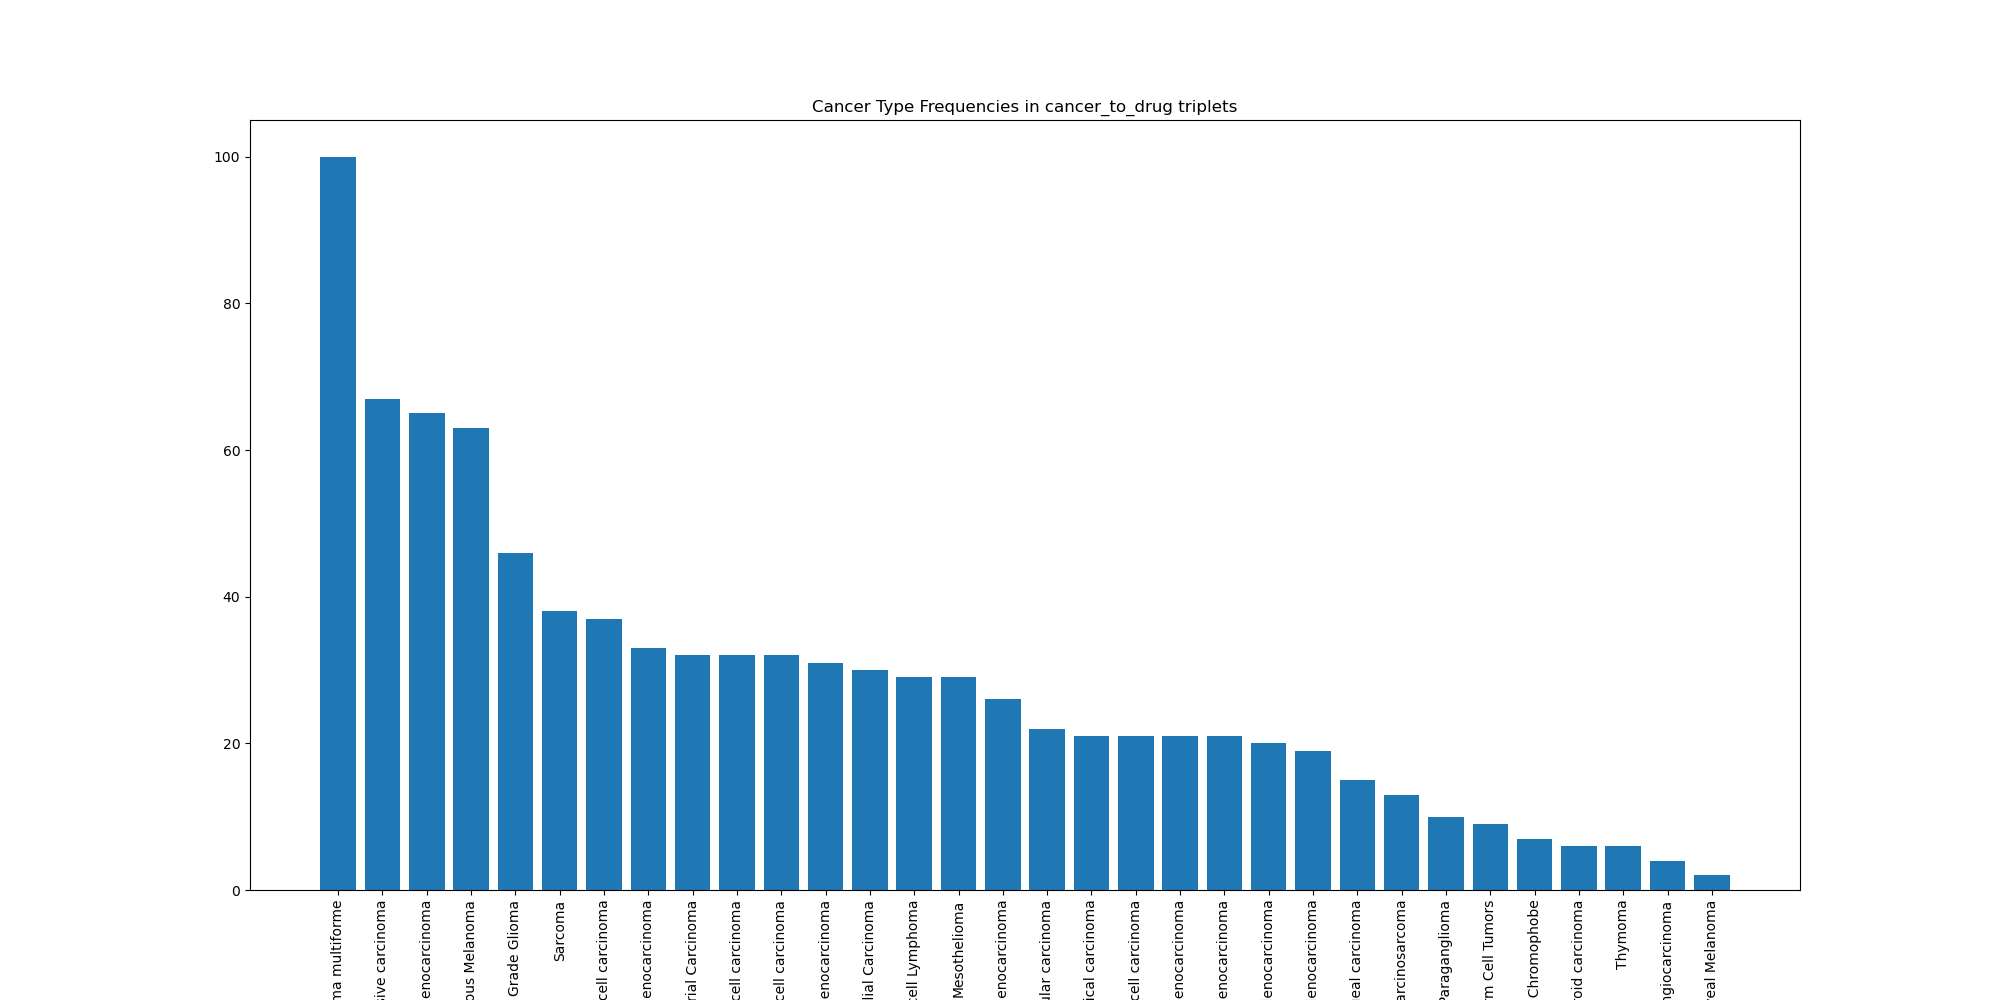 Cancer Type Frequencies in cancer_to_drug triplets
100
80
60
40
20
0
ma multiforme
sive carcinoma
enocarcinoma
ous Melanoma
Grade Glioma
Sarcoma
cell carcinoma
enocarcinoma
rial Carcinoma
cell carcinoma
cell carcinoma
enocarcinoma
lial Carcinoma
cell Lymphoma
Mesothelioma
enocarcinoma
ular carcinoma
ical carcinoma
cell carcinoma
enocarcinoma
enocarcinoma
enocarcinoma
enocarcinoma
eal carcinoma
arcinosarcoma
Paraganglioma
rm Cell Tumors
Chromophobe
roid carcinoma
Thymoma
ngiocarcinoma
veal Melanoma